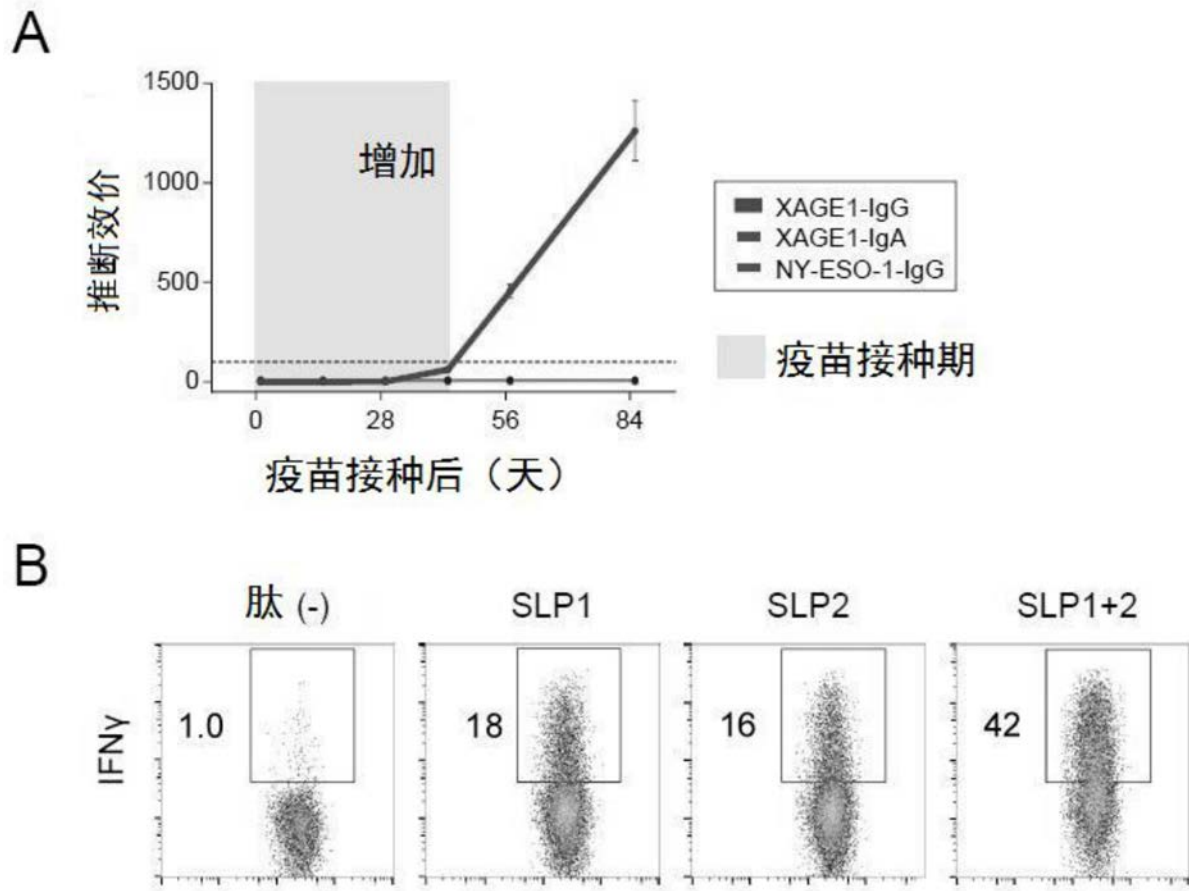 A
1500
1000
500
0
推断效价
增加
0 28 56 84
疫苗接种后（天）
XAGE1-IgG
XAGE1-IgA
NY-ESO-1-IgG
疫苗接种期
B
肽 (-) SLP1 SLP2 SLP1+2
IFNγ
1.0 18 16 42